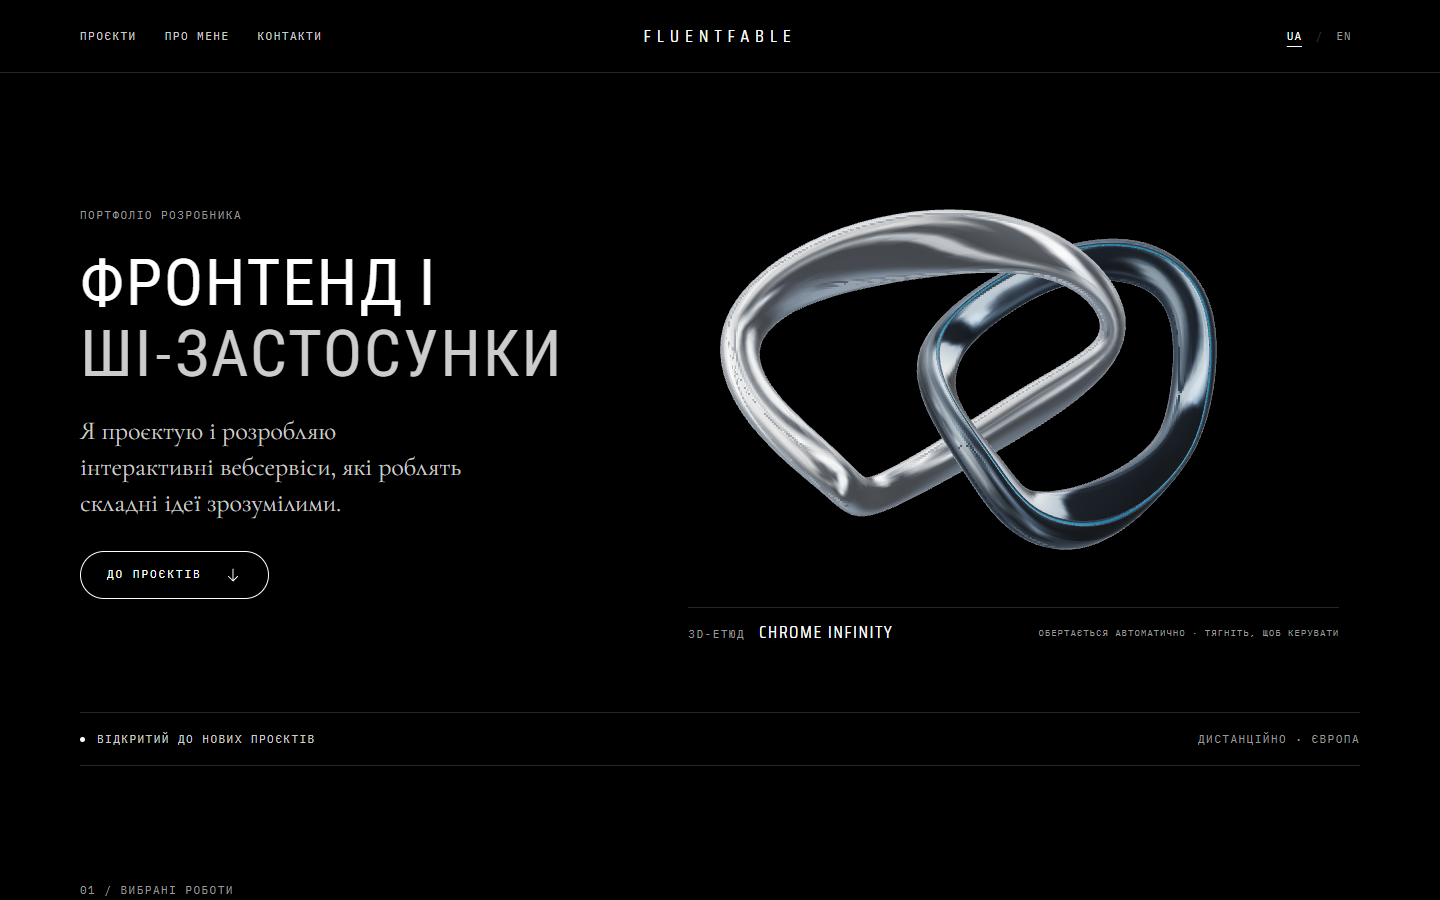 ПРОЄКТИ ПРО МЕНЕ КОНТАКТИ FLUENTFABLE UA / EN
ПОРТФОЛІО РОЗРОБНИКА
ФРОНТЕНД І
ШІ-ЗАСТОСУНКИ
Я проєктую і розробляю
інтерактивні вебсервіси, які роблять
складні ідеї зрозумілими.
ДО ПРОЄКТІВ ↓
3D-ЕТЮД CHROME INFINITY ОБЕРТАЄТЬСЯ АВТОМАТИЧНО · ТЯГНІТЬ, ЩОБ КЕРУВАТИ
ВІДКРИТИЙ ДО НОВИХ ПРОЄКТІВ ДИСТАНЦІЙНО · ЄВРОПА
01 / ВИБРАНІ РОБОТИ